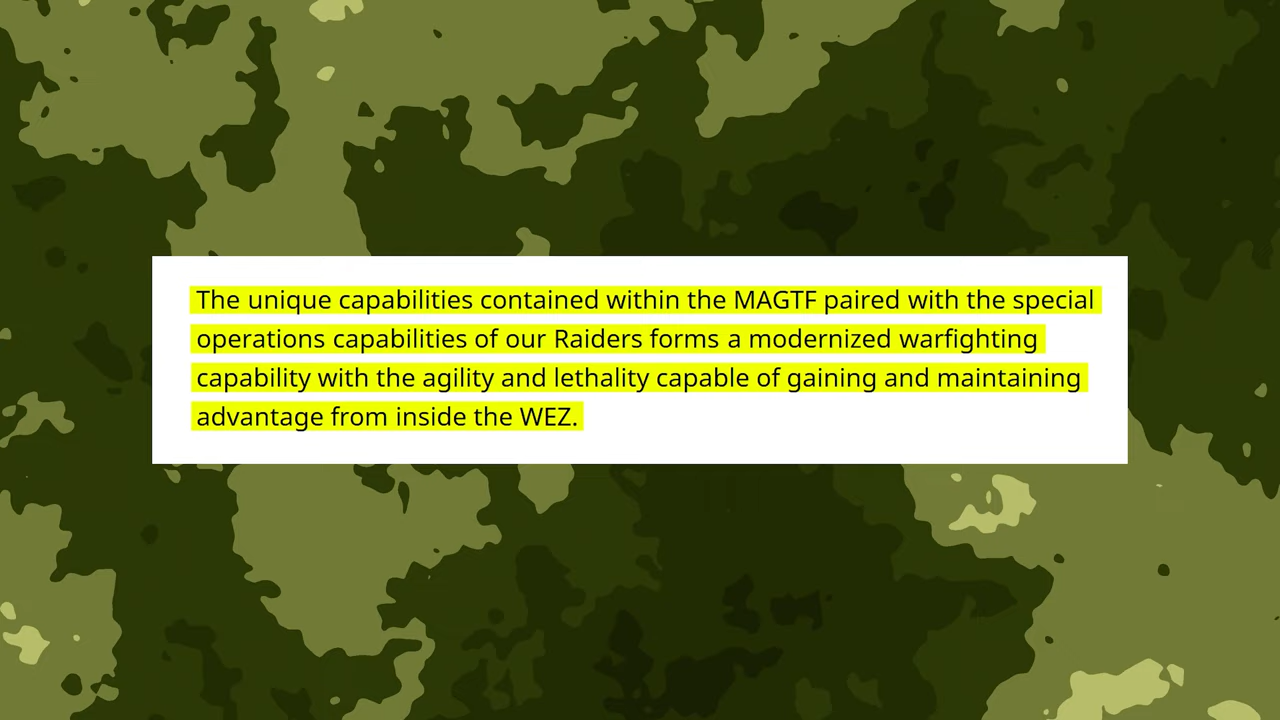 The unique capabilities contained within the MAGTF paired with the special
operations capabilities of our Raiders forms a modernized warfighting
capability with the agility and lethality capable of gaining and maintaining
advantage from inside the WEZ.